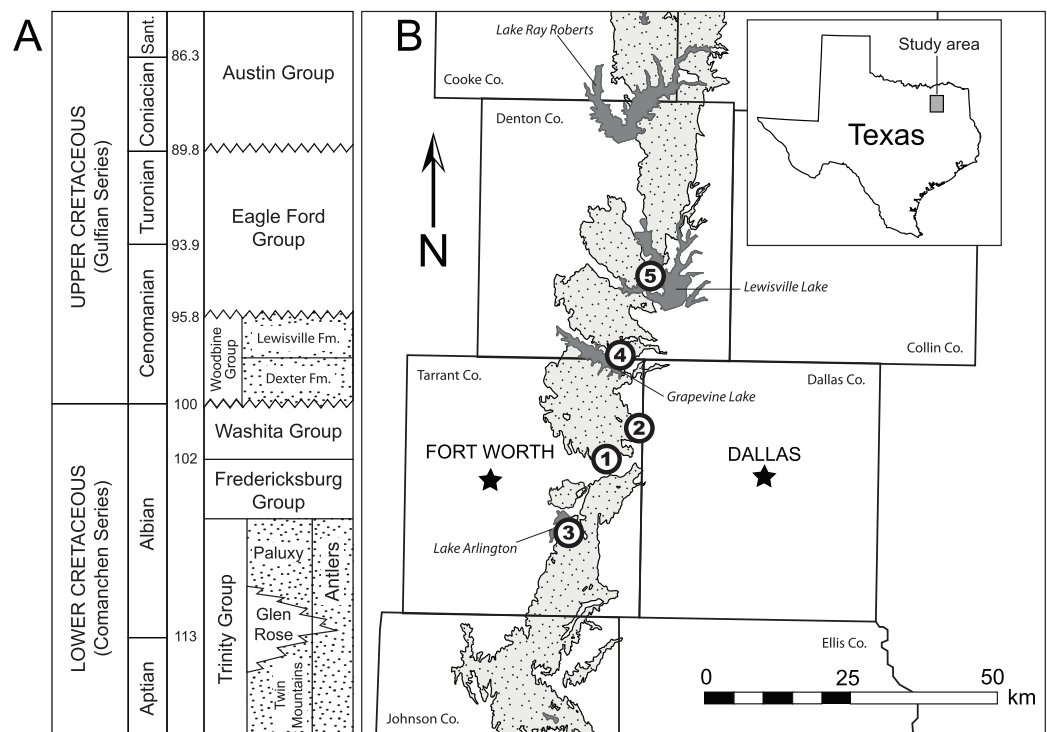 A
UPPER CRETACEOUS
(Gulfian Series)
LOWER CRETACEOUS
(Comanchen Series)
Sant.
Coniacian
Turonian
Cenomanian
Albian
Aptian
86.3
89.8
93.9
95.8
100
102
113
Austin Group
Eagle Ford
Group
Woodbine
Group
Lewisville Fm.
Dexter Fm.
Washita Group
Fredericksburg
Group
Trinity Group
Paluxy
Glen
Rose
Twin
Mountains
Antlers
B
Lake Ray Roberts
Cooke Co.
Denton Co.
N
Study area
Texas
5
Lewisville Lake
Collin Co.
4
Tarrant Co.
Grapevine Lake
Dallas Co.
2
FORT WORTH
1
DALLAS
3
Lake Arlington
Ellis Co.
Johnson Co.
0 25 50
km